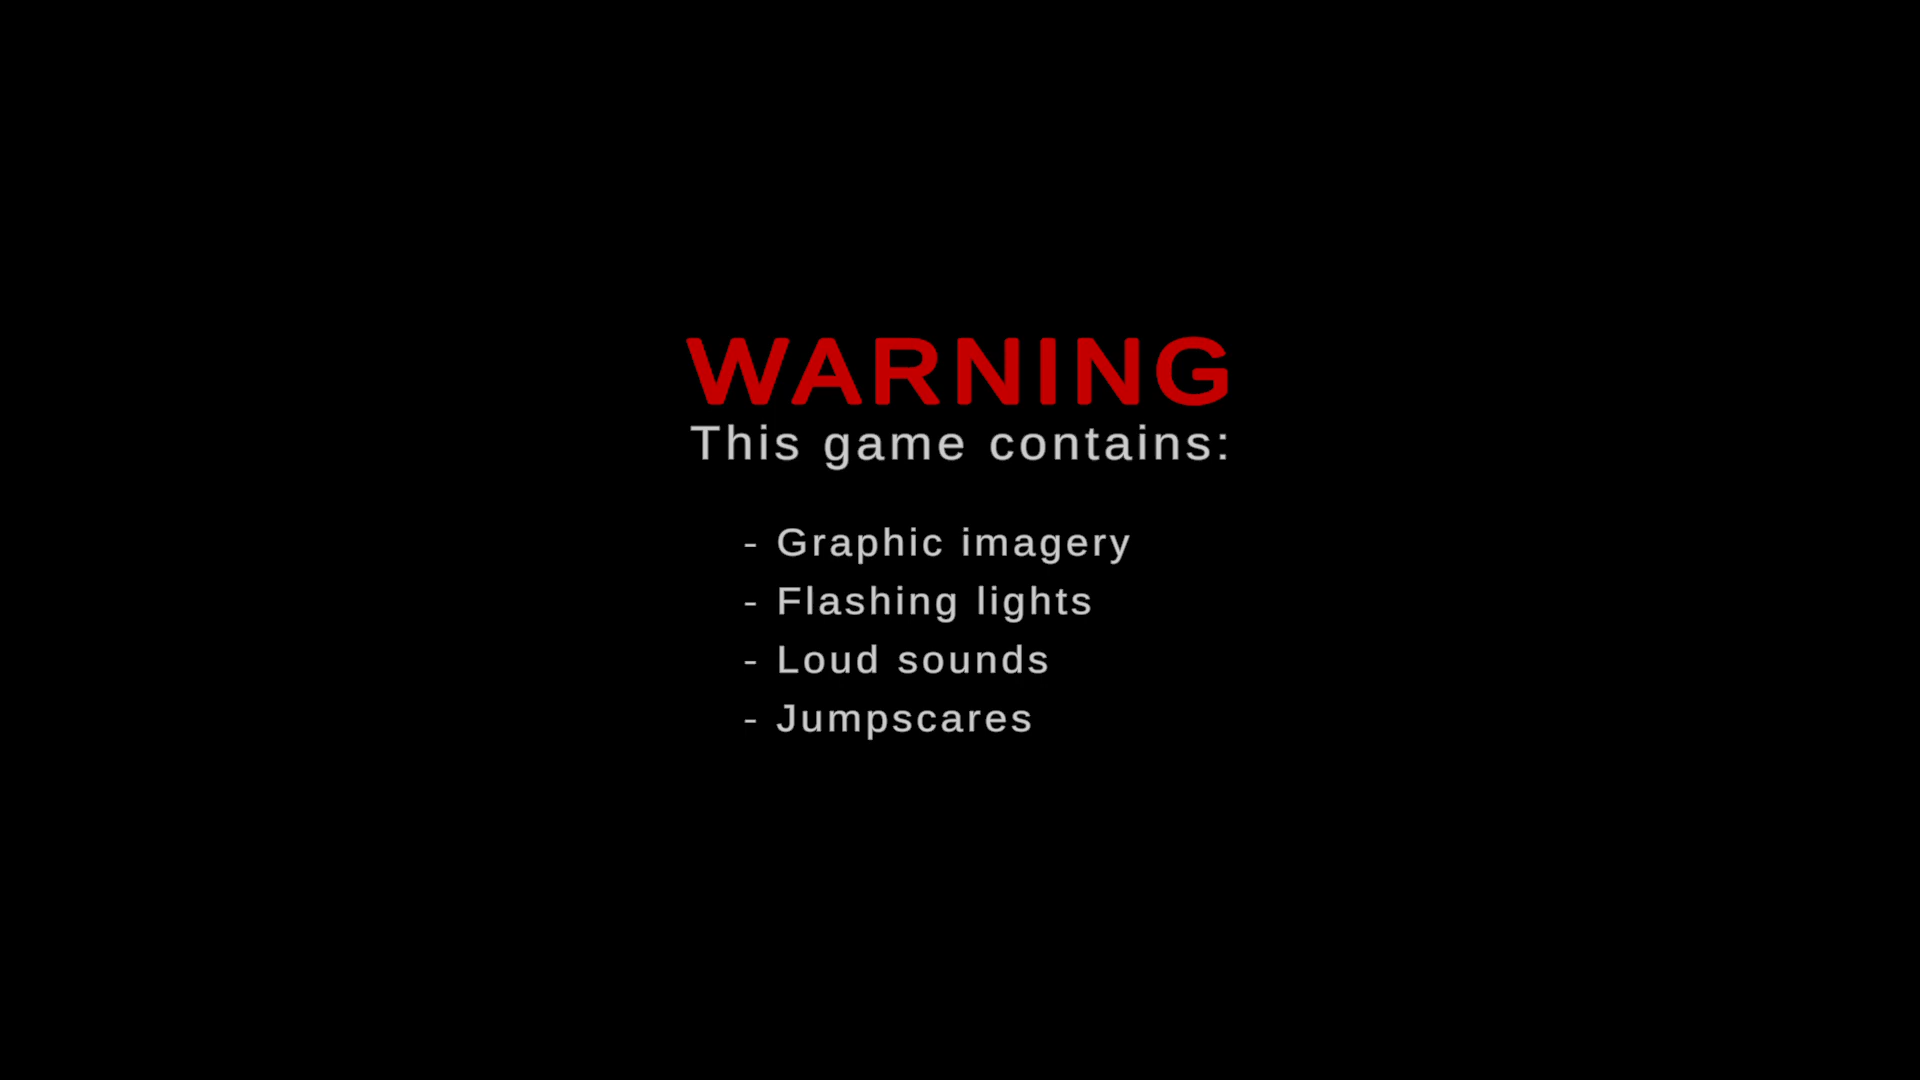 WARNING
This game contains:
- Graphic imagery
- Flashing lights
- Loud sounds
- Jumpscares